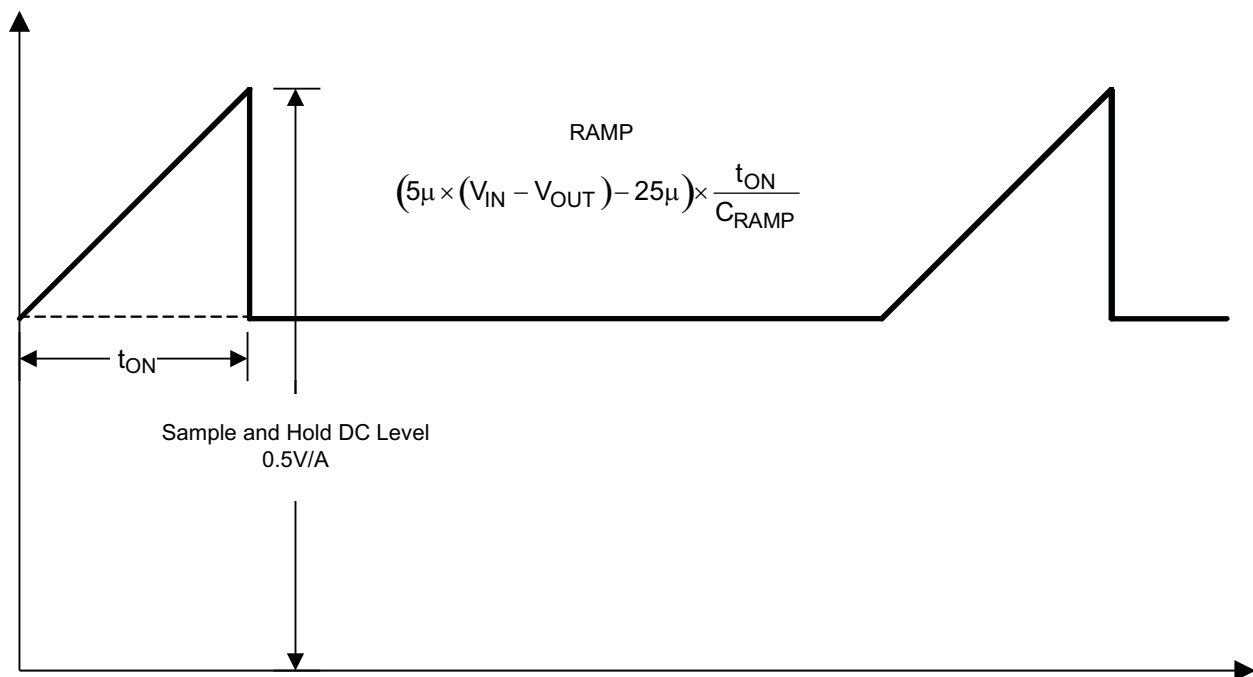 RAMP
(5μ × (V_IN − V_OUT) − 25μ) × t_ON / C_RAMP
t_ON
Sample and Hold DC Level
0.5V/A